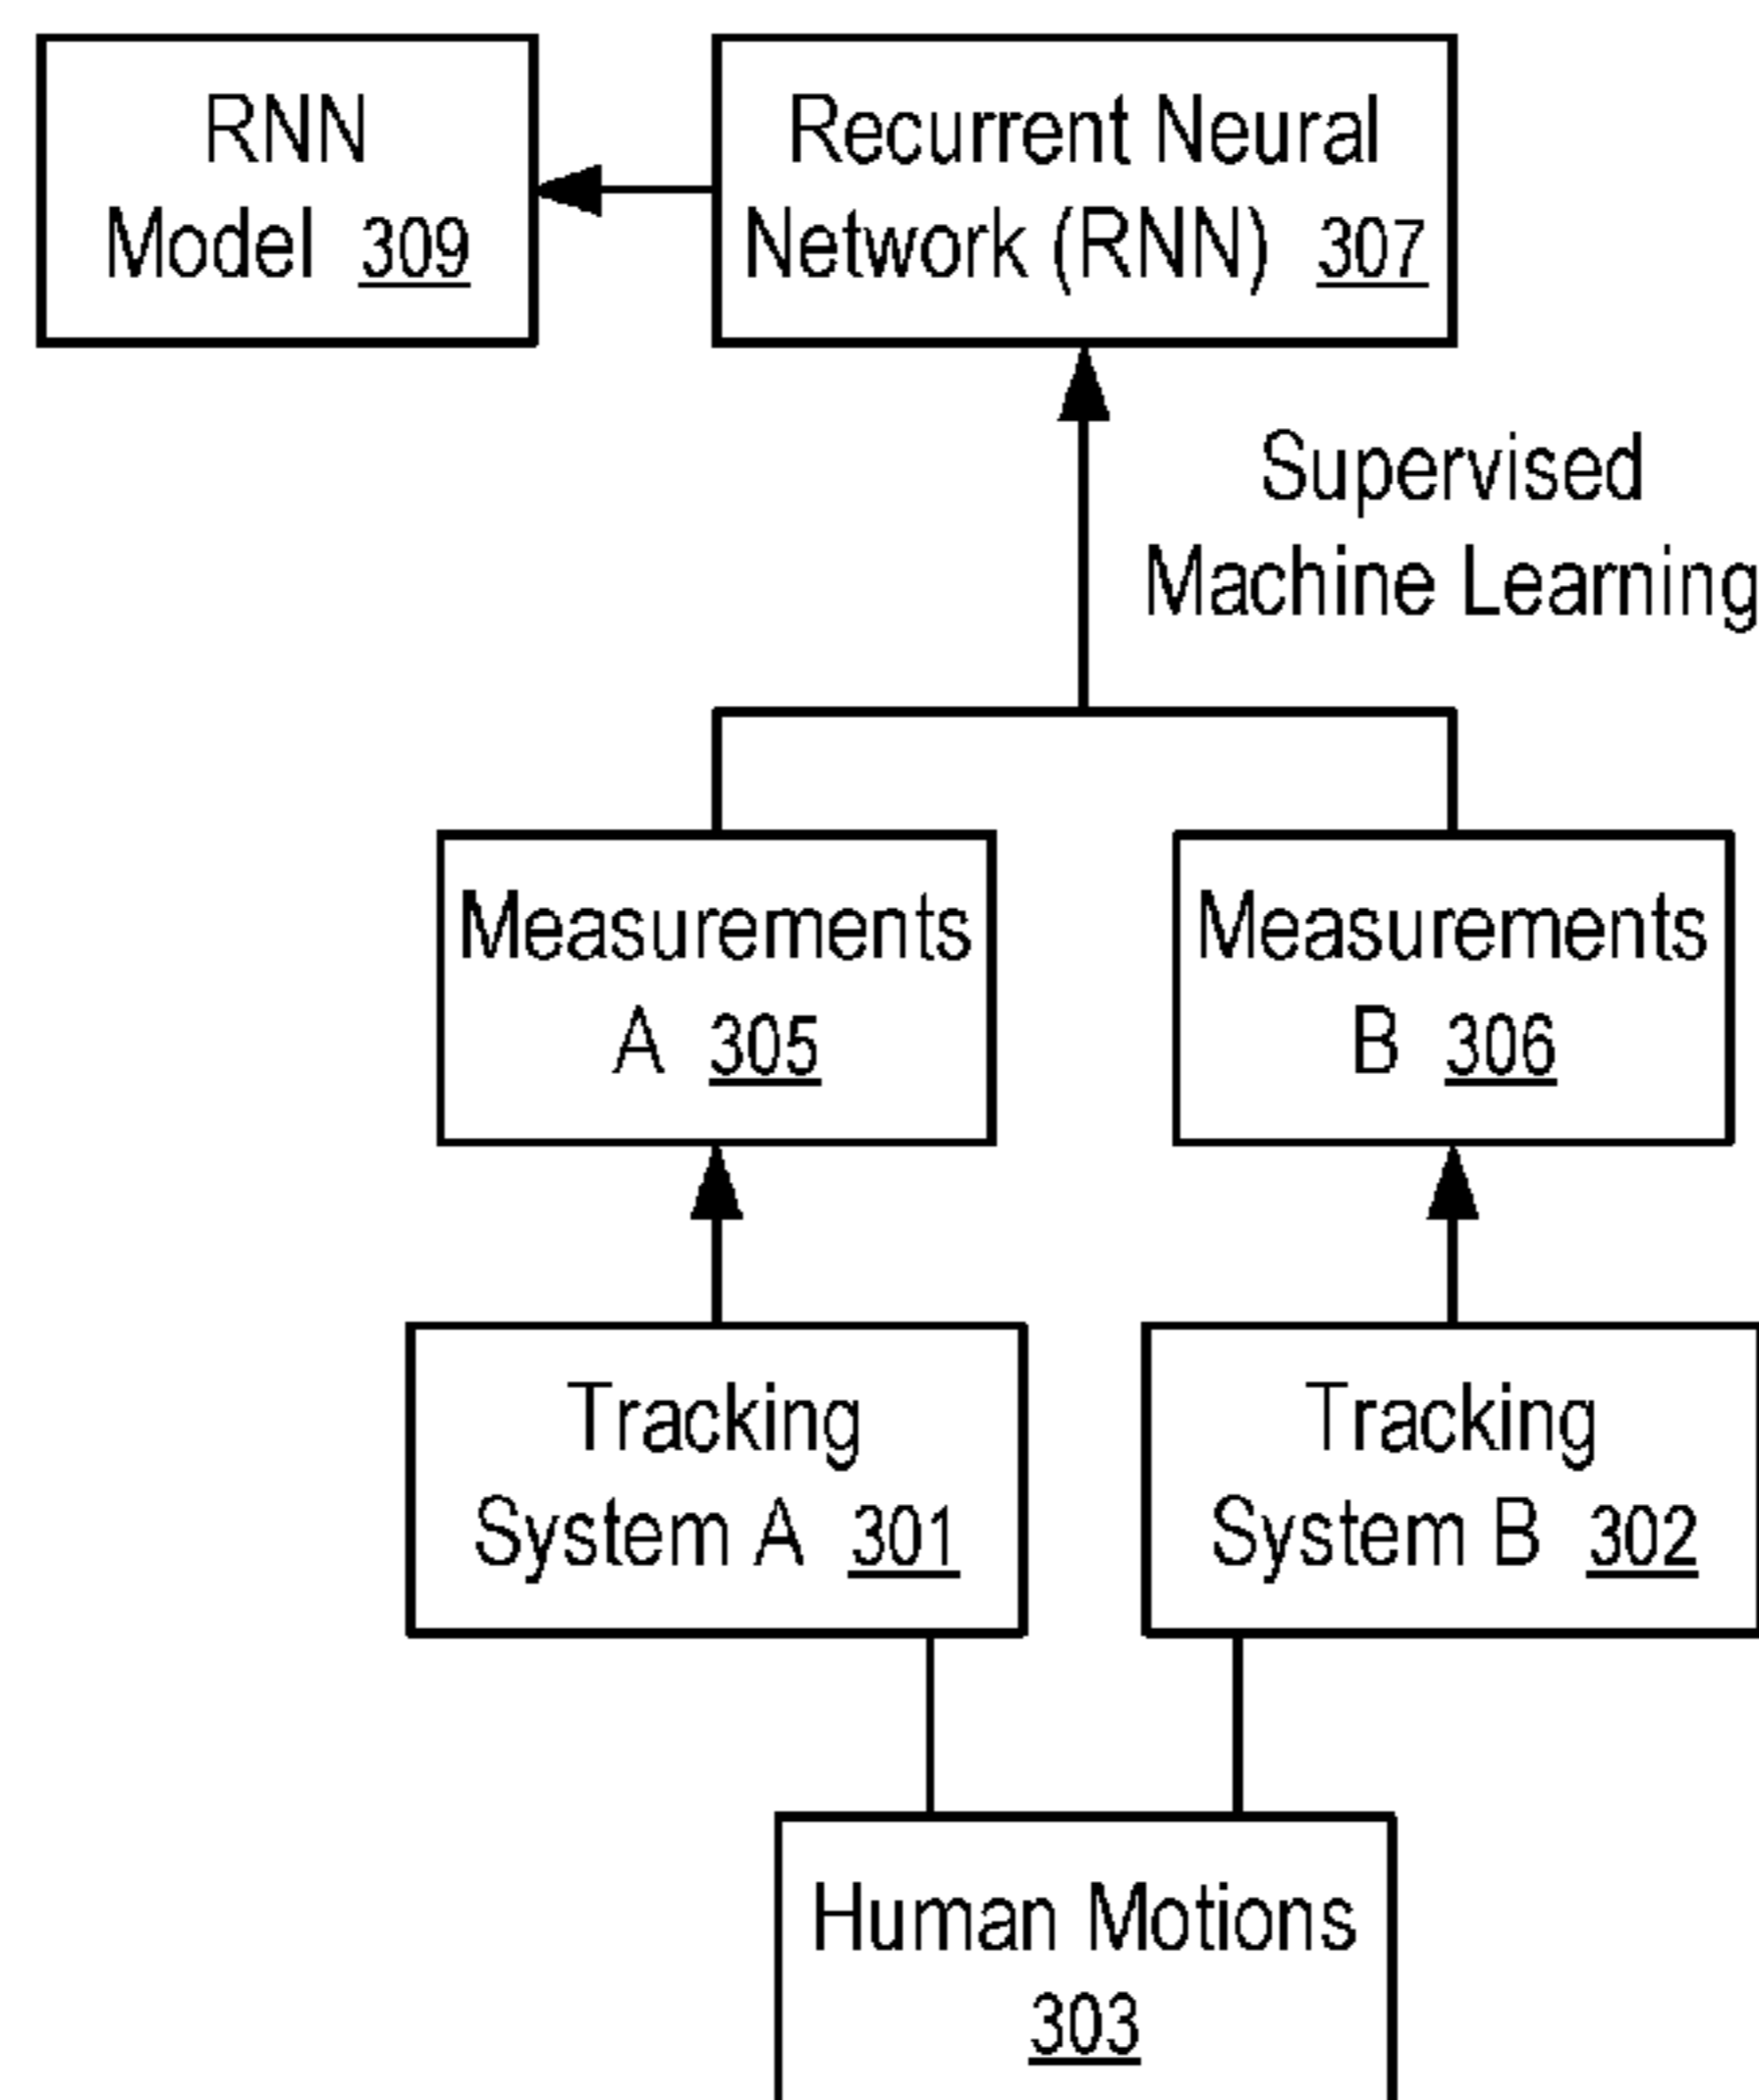 RNN
Model 309
Recurrent Neural
Network (RNN) 307
Supervised
Machine Learning
Measurements
A 305
Measurements
B 306
Tracking
System A 301
Tracking
System B 302
Human Motions
303